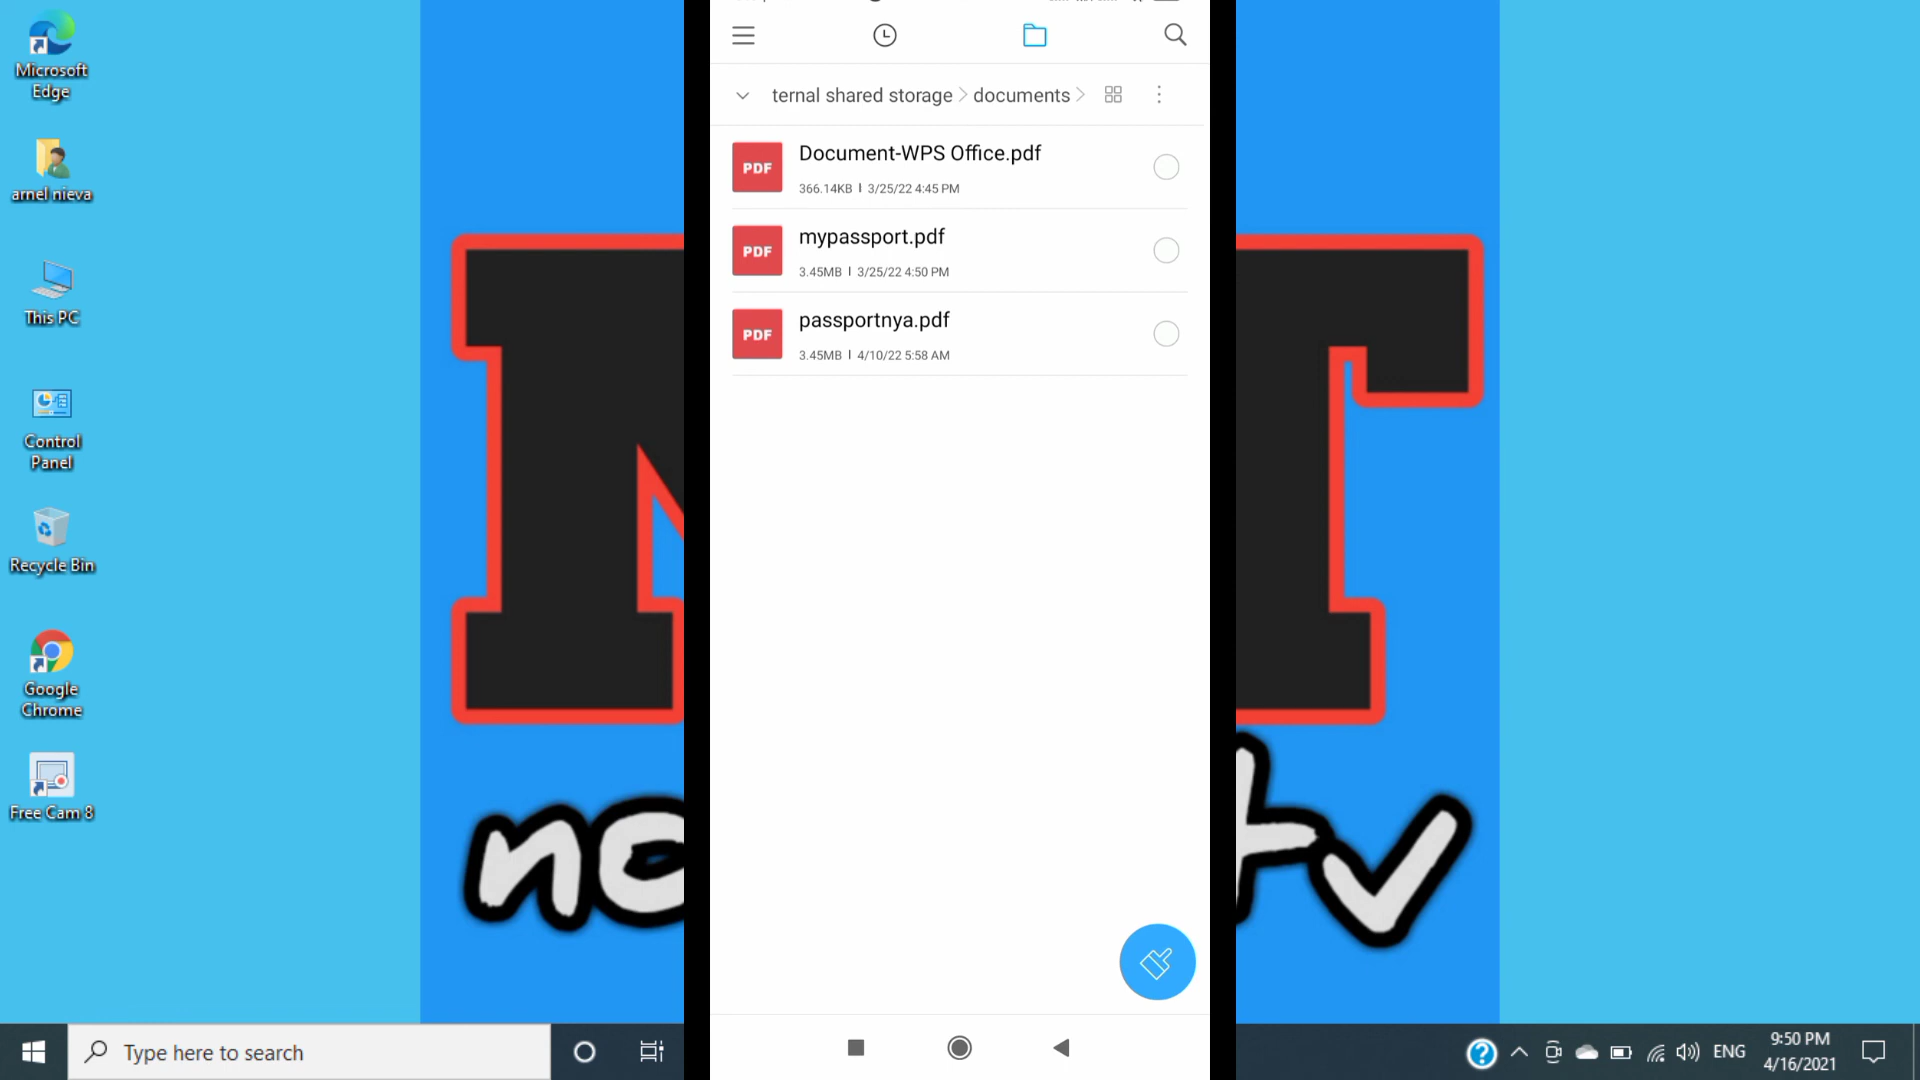 Microsoft
Edge
arnel nieva
This PC
Control
Panel
Recycle Bin
Google
Chrome
Free Cam 8
ternal shared storage
documents
PDF
Document-WPS Office.pdf
366.14KB | 3/25/22 4:45 PM
PDF
mypassport.pdf
3.45MB | 3/25/22 4:50 PM
PDF
passportnya.pdf
3.45MB | 4/10/22 5:58 AM
Type here to search
ENG
9:50 PM
4/16/2021